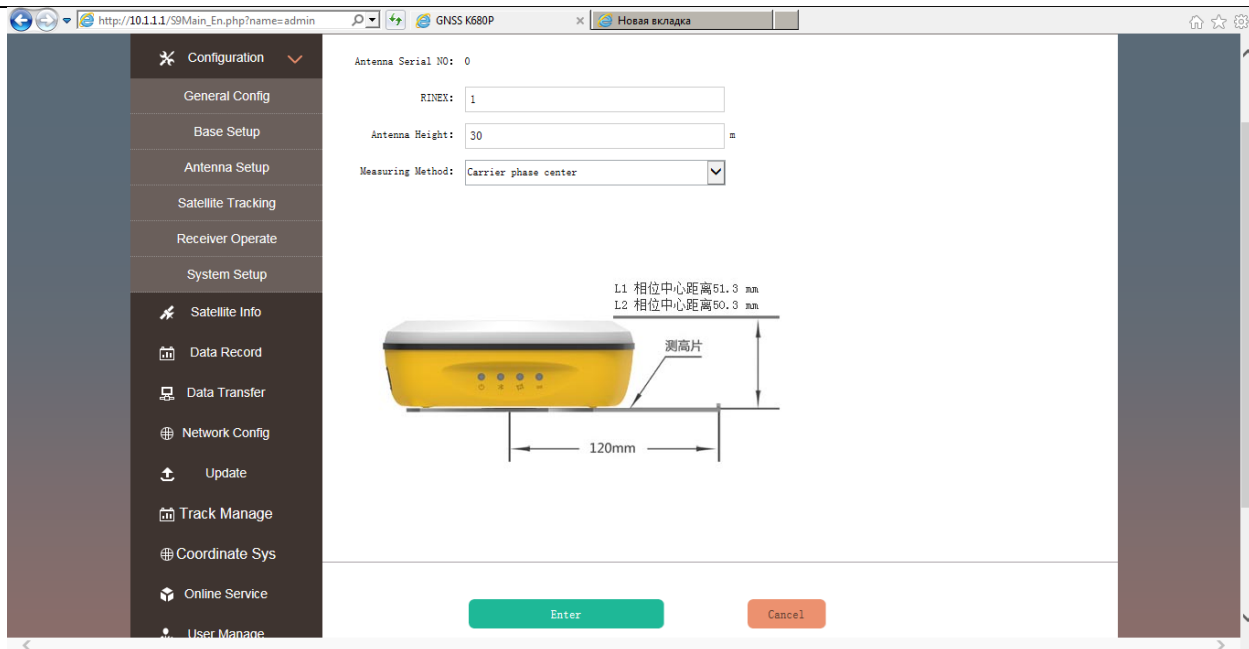 http://10.1.1.1/S9Main_En.php?name=admin
GNSS K680P
Новая вкладка
Configuration
General Config
Base Setup
Antenna Setup
Satellite Tracking
Receiver Operate
System Setup
Satellite Info
Data Record
Data Transfer
Network Config
Update
Track Manage
Coordinate Sys
Online Service
User Manage
Antenna Serial NO: 0
RINEX: 1
Antenna Height: 30 m
Measuring Method: Carrier phase center
L1 相位中心距离51.3 mm
L2 相位中心距离50.3 mm
测高片
120mm
Enter Cancel